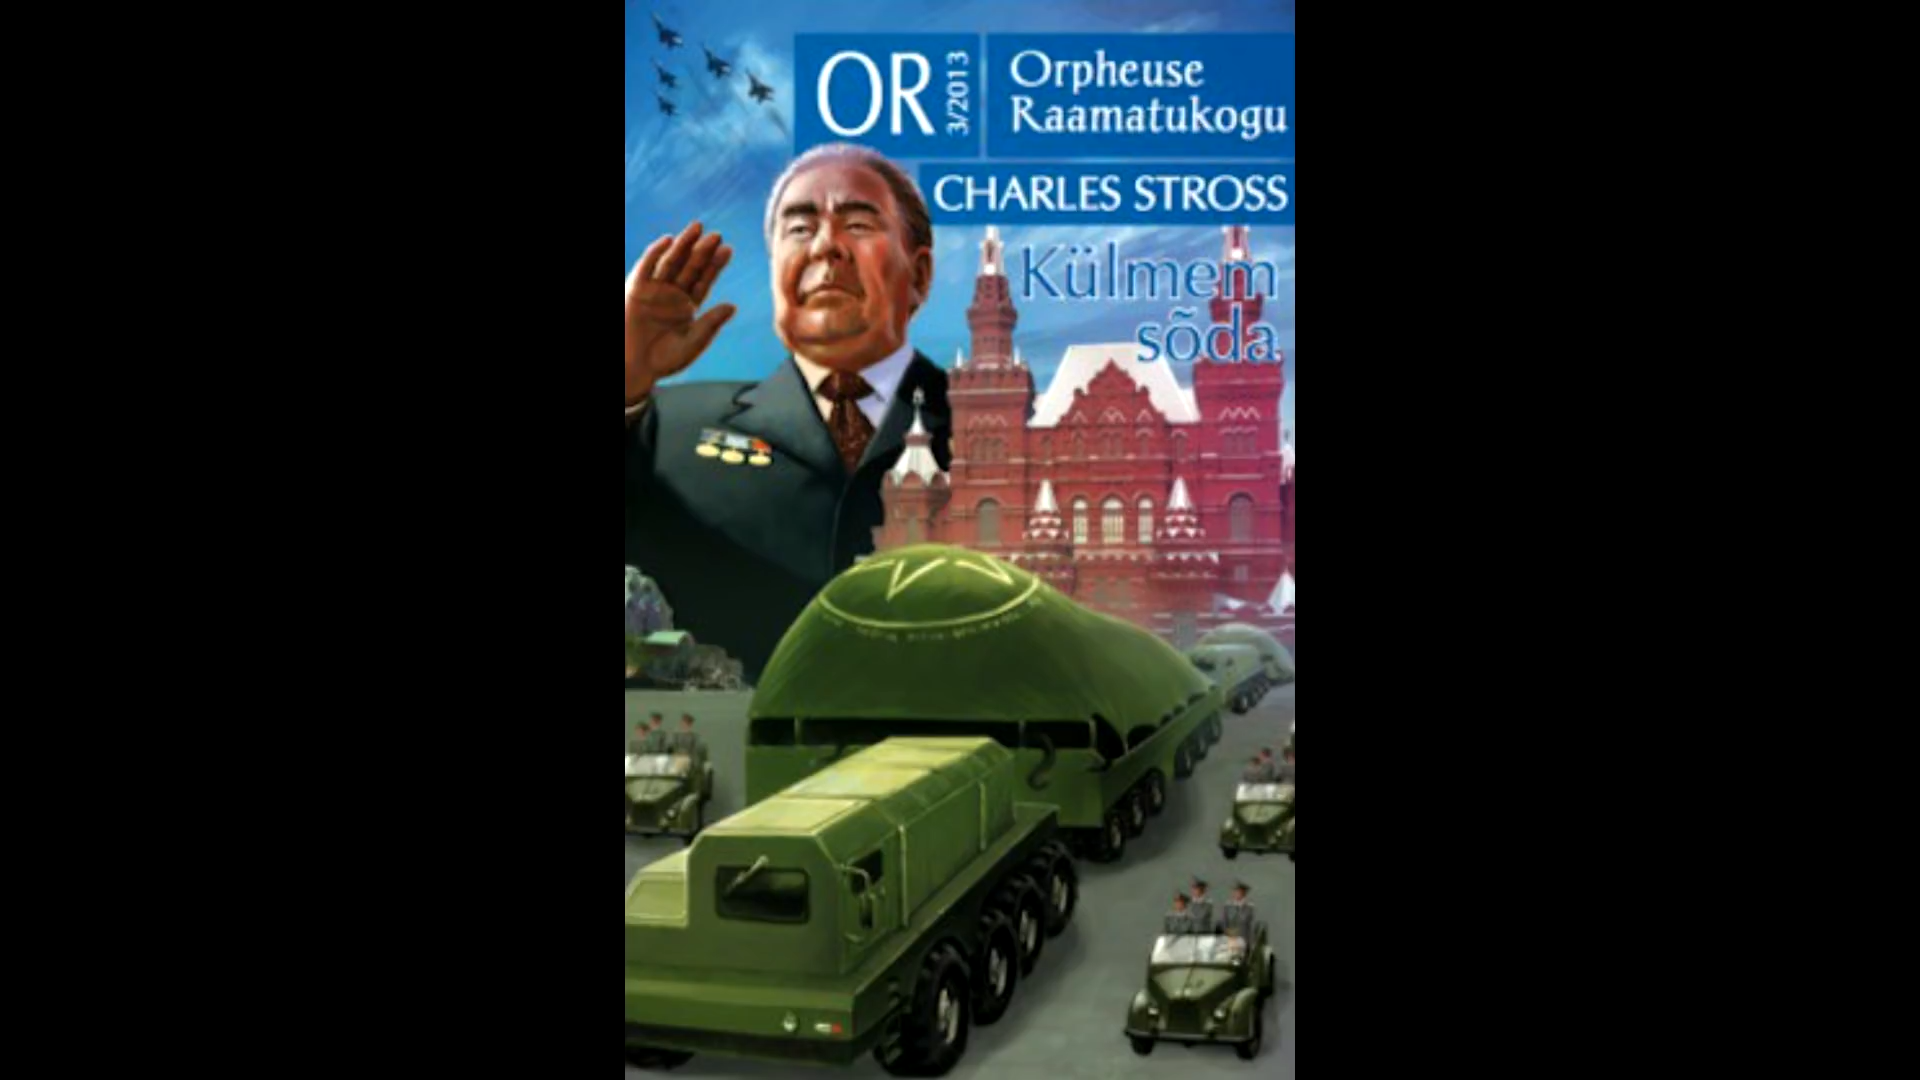 OR
3/2013
Orpheuse
Raamatukogu
CHARLES STROSS
Külmem
sõda